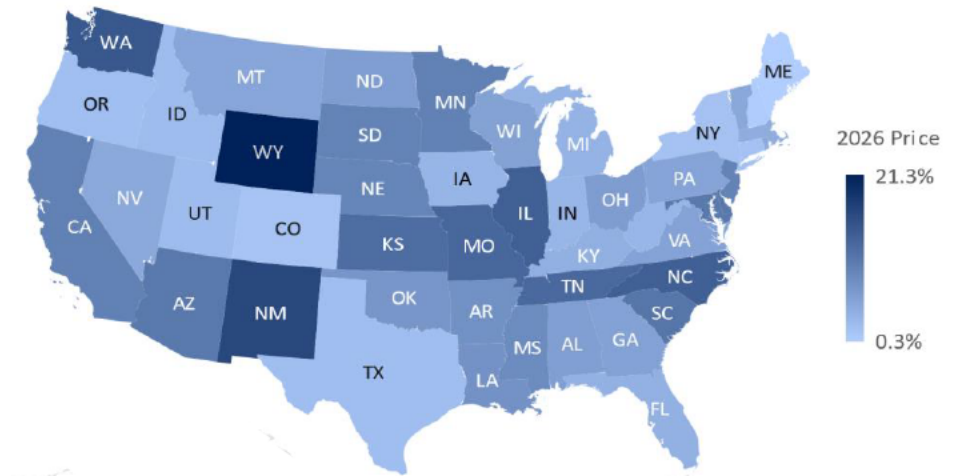 WA
ME
MT
ND
OR
MN
ID
NY
WI
SD
MI
WY
2026 Price
21.3%
IA
PA
NE
NV
OH
UT
IL
IN
CO
CA
VA
KS
MO
KY
NC
TN
AZ
OK
NM
AR
SC
GA
MS
AL
0.3%
TX
LA
FL